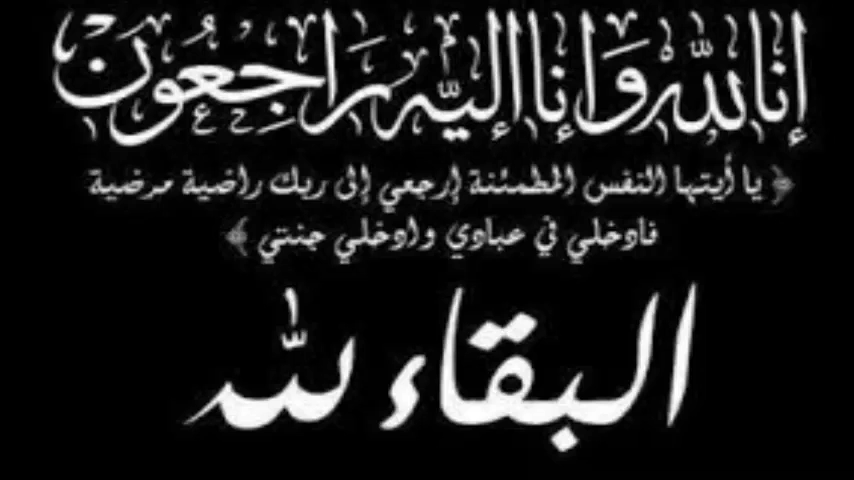 إنا لله وإنا إليه راجعون
﴿ يا أيتها النفس المطمئنة إرجعي إلى ربك راضية مرضية
فادخلي في عبادي وادخلي جنتي ﴾
البقاء لله